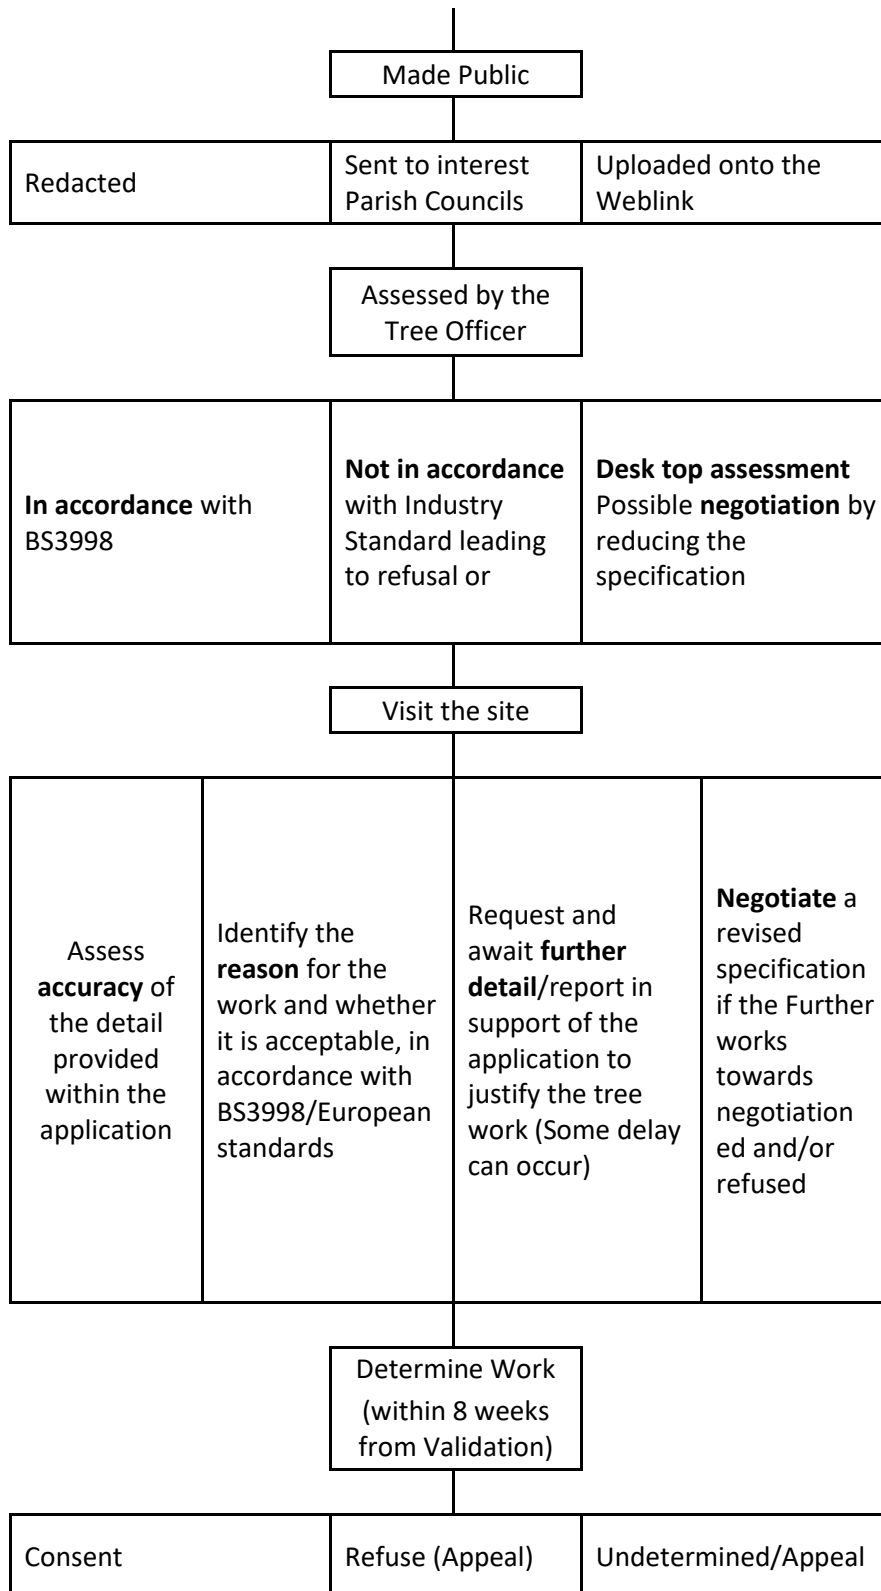 Made Public
Redacted
Sent to interest
Parish Councils
Uploaded onto the
Weblink
Assessed by the
Tree Officer
In accordance with
BS3998
Not in accordance
with Industry
Standard leading
to refusal or
Desk top assessment
Possible negotiation by
reducing the
specification
Visit the site
Assess
accuracy of
the detail
provided
within the
application
Identify the
reason for the
work and whether
it is acceptable, in
accordance with
BS3998/European
standards
Request and
await further
detail/report in
support of the
application to
justify the tree
work (Some delay
can occur)
Negotiate a
revised
specification
if the Further
works
towards
negotiation
ed and/or
refused
Determine Work
(within 8 weeks
from Validation)
Consent
Refuse (Appeal)
Undetermined/Appeal